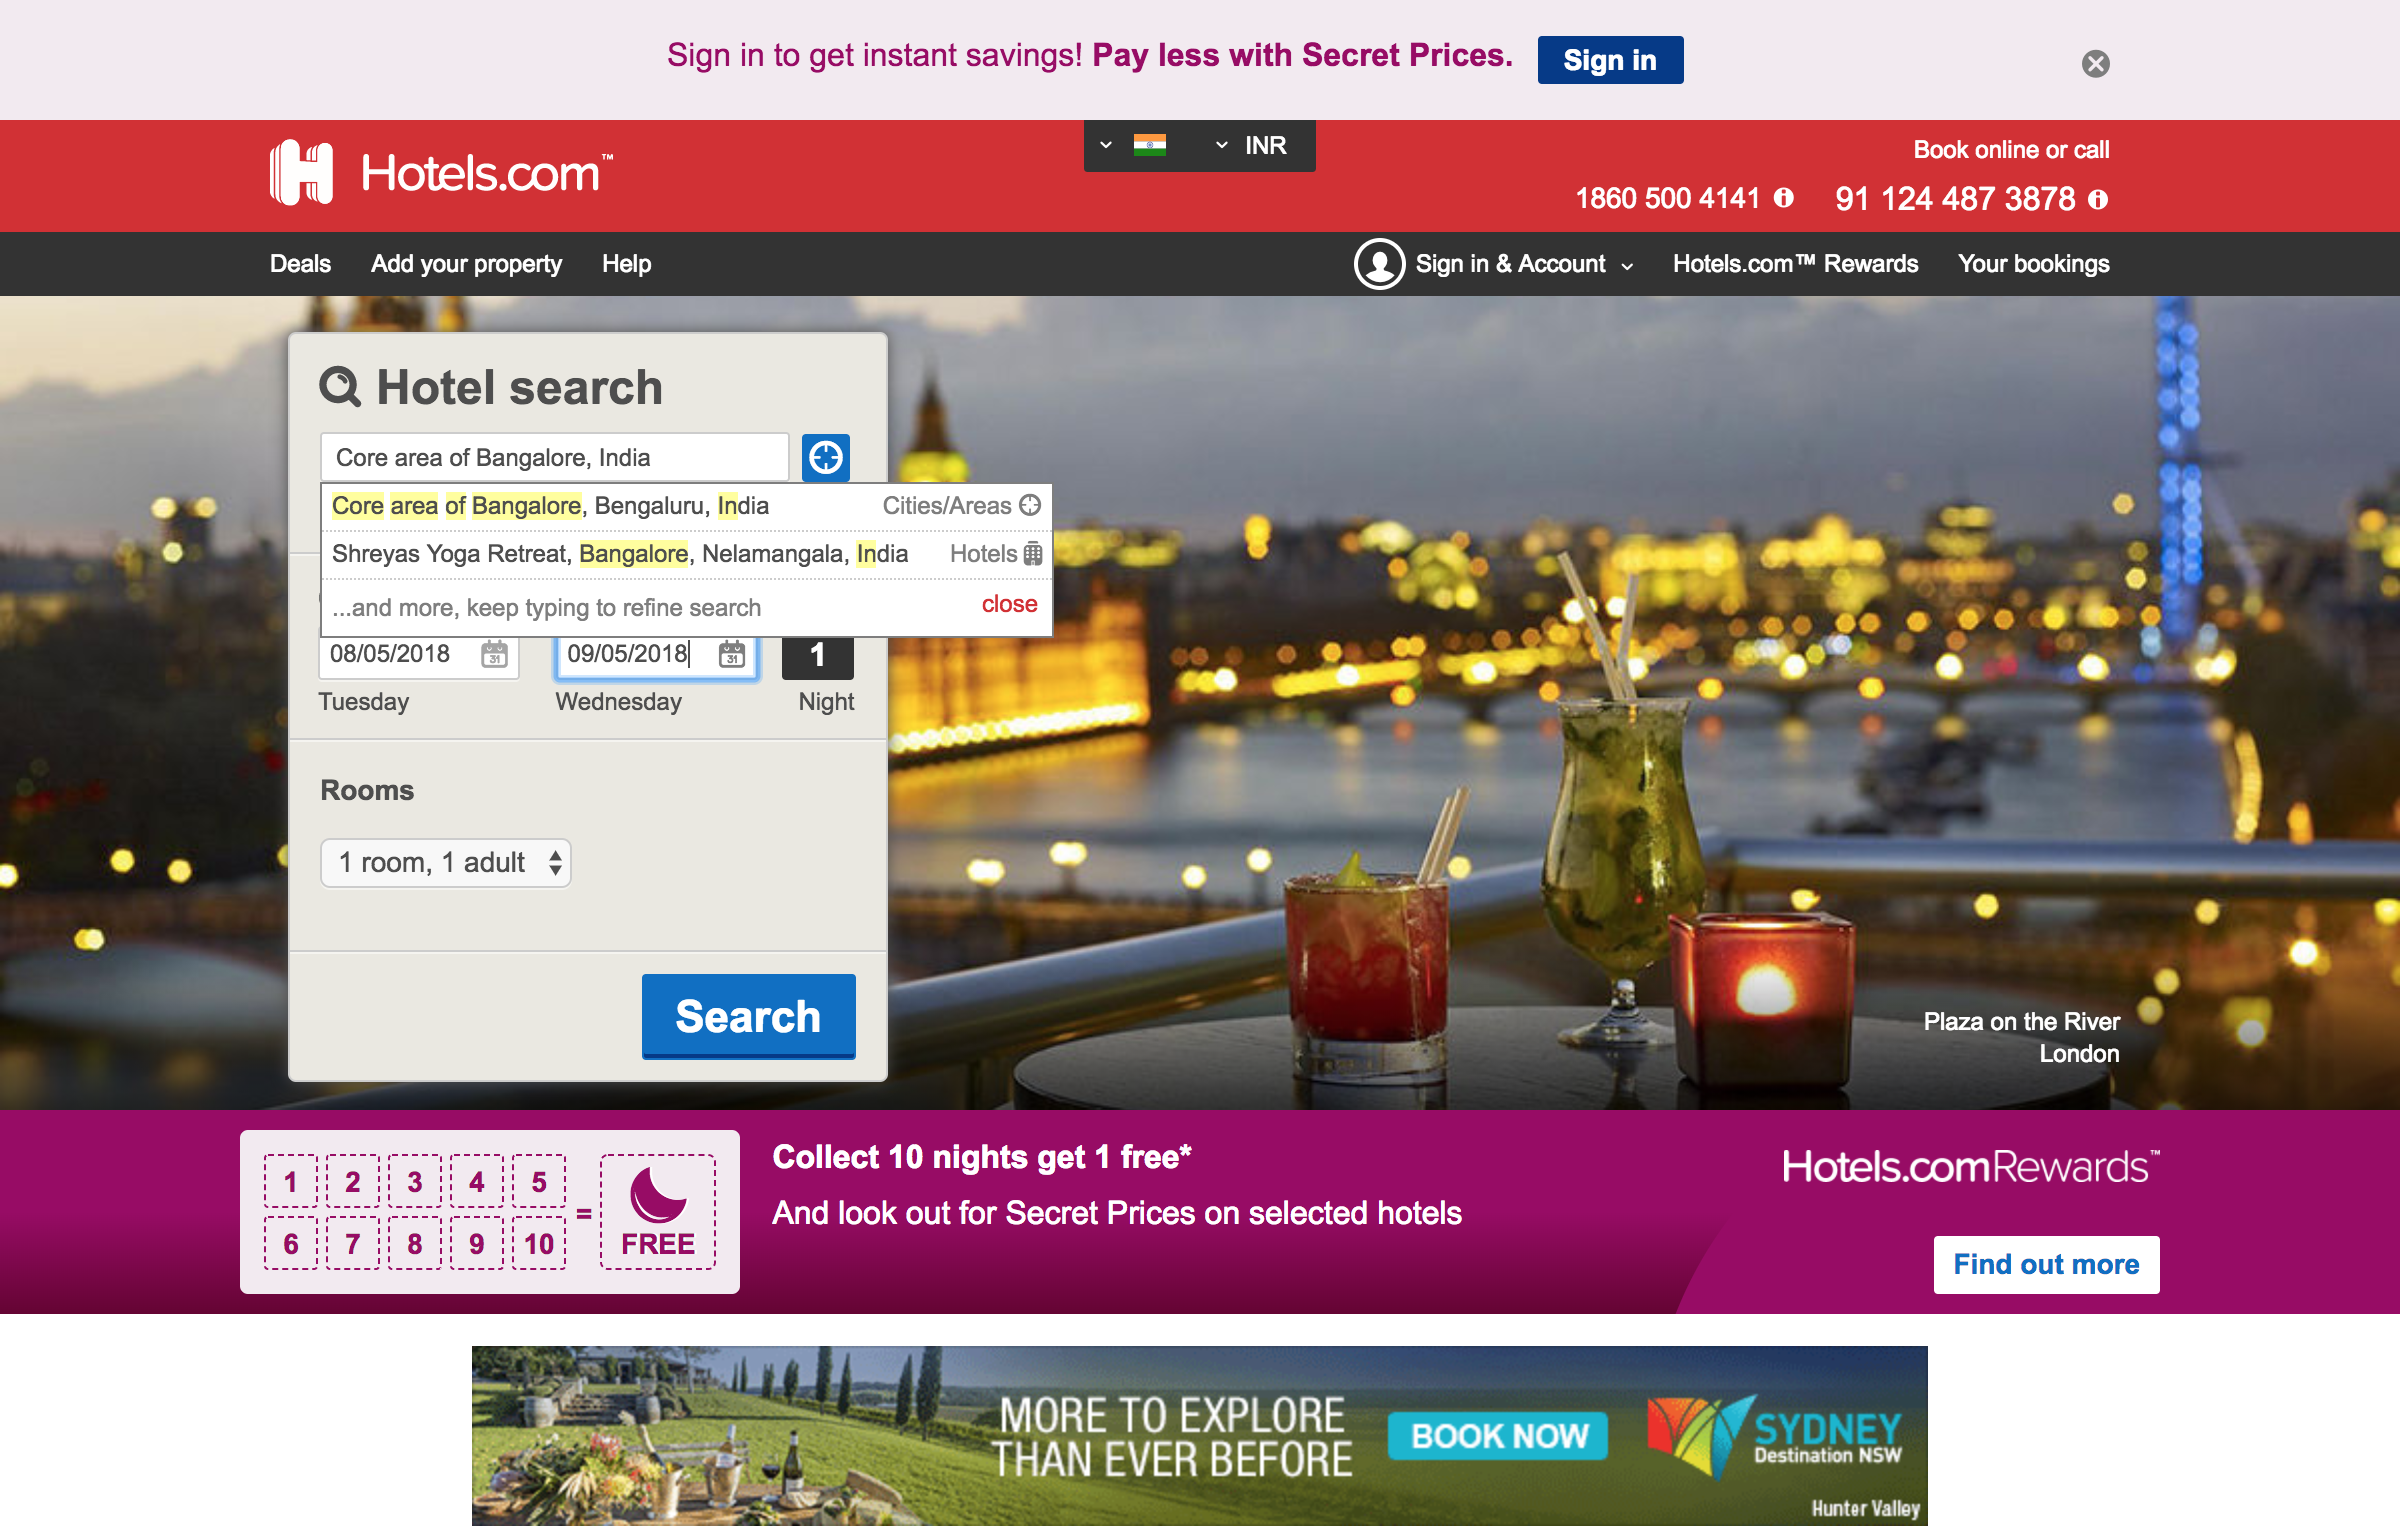 Sign in to get instant savings! Pay less with Secret Prices.
Sign in
Hotels.com™
INR
Book online or call
1860 500 4141
91 124 487 3878
Deals
Add your property
Help
Sign in & Account
Hotels.com™ Rewards
Your bookings
Hotel search
Core area of Bangalore, India
Core area of Bangalore, Bengaluru, India
Cities/Areas
Shreyas Yoga Retreat, Bangalore, Nelamangala, India
Hotels
...and more, keep typing to refine search
close
08/05/2018
31
09/05/2018
31
1
Tuesday
Wednesday
Night
Rooms
1 room, 1 adult
Search
Plaza on the River
London
1 2 3 4 5
6 7 8 9 10
=
FREE
Collect 10 nights get 1 free*
And look out for Secret Prices on selected hotels
Hotels.comRewards™
Find out more
MORE TO EXPLORE
THAN EVER BEFORE
BOOK NOW
SYDNEY
Destination NSW
Hunter Valley